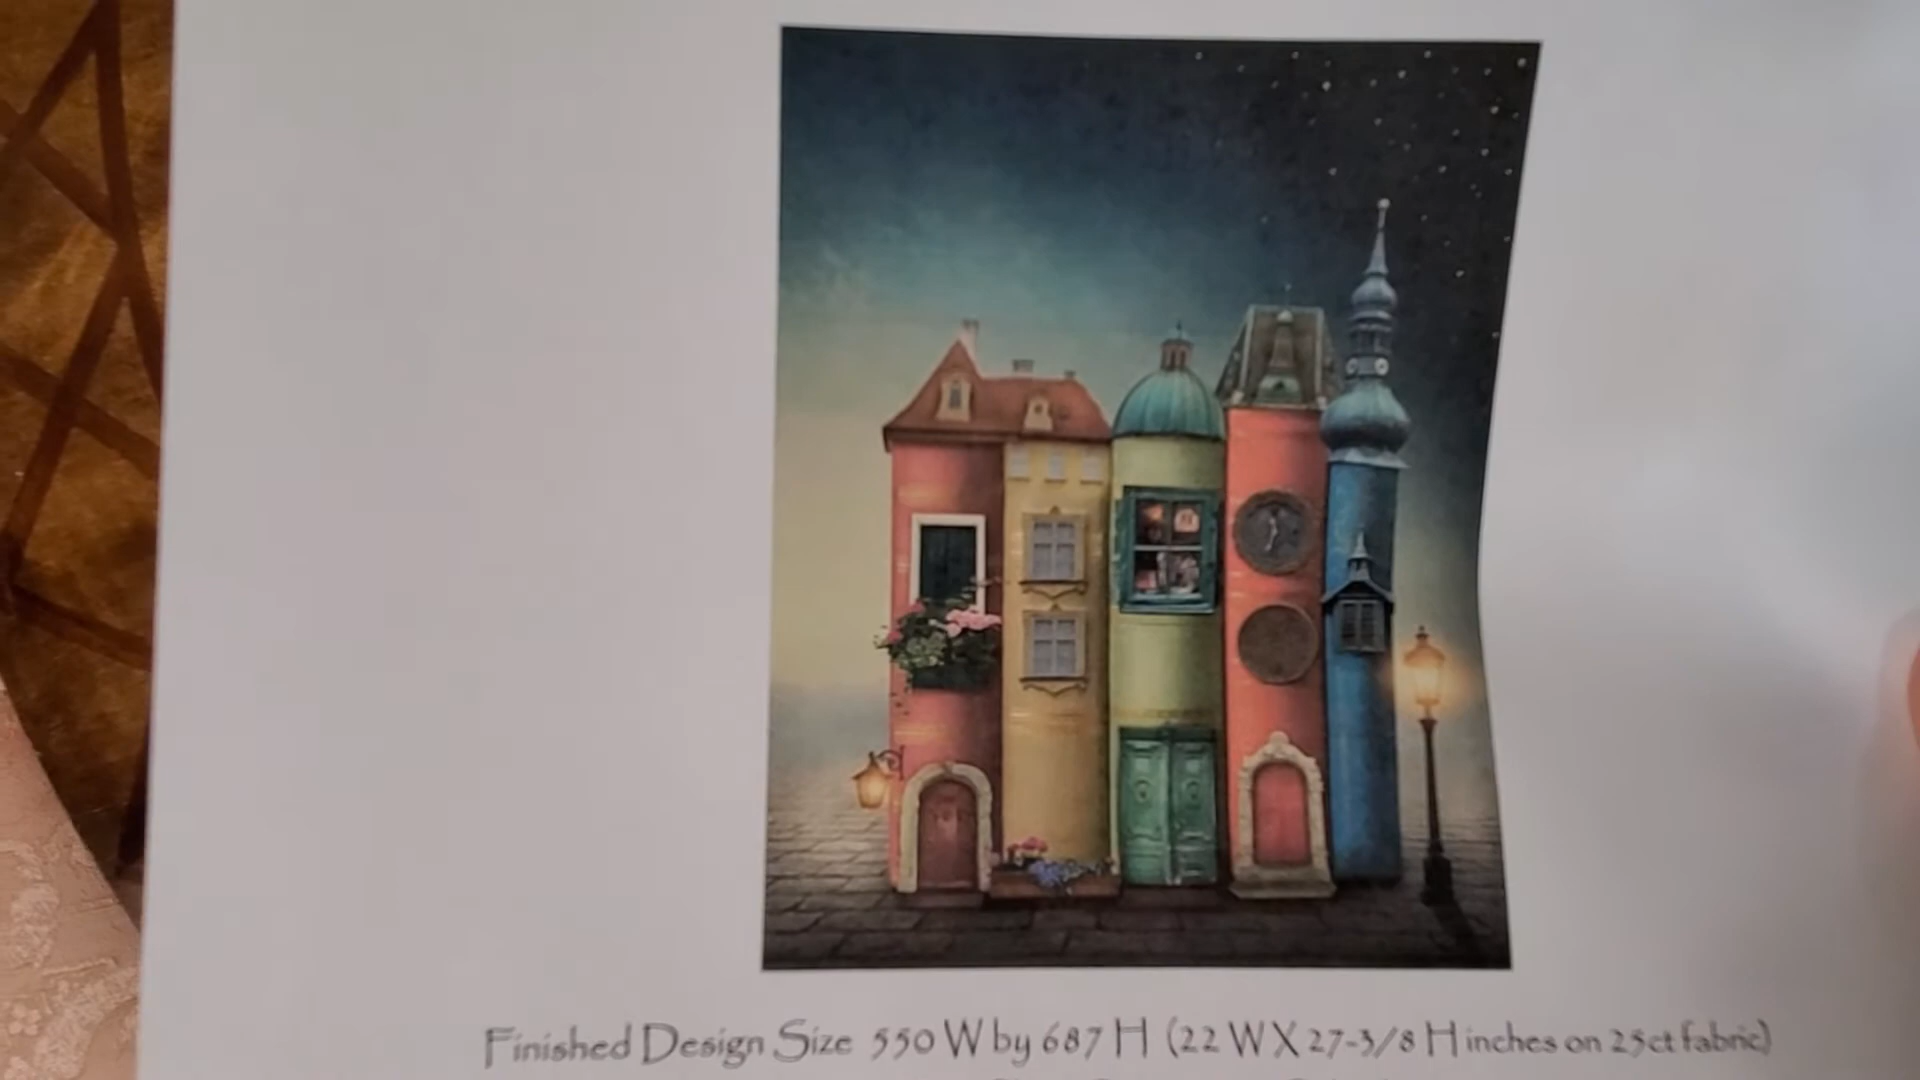 Finished Design Size 550 W by 687 H (22 W X 27-3/8 H inches on 25ct fabric)